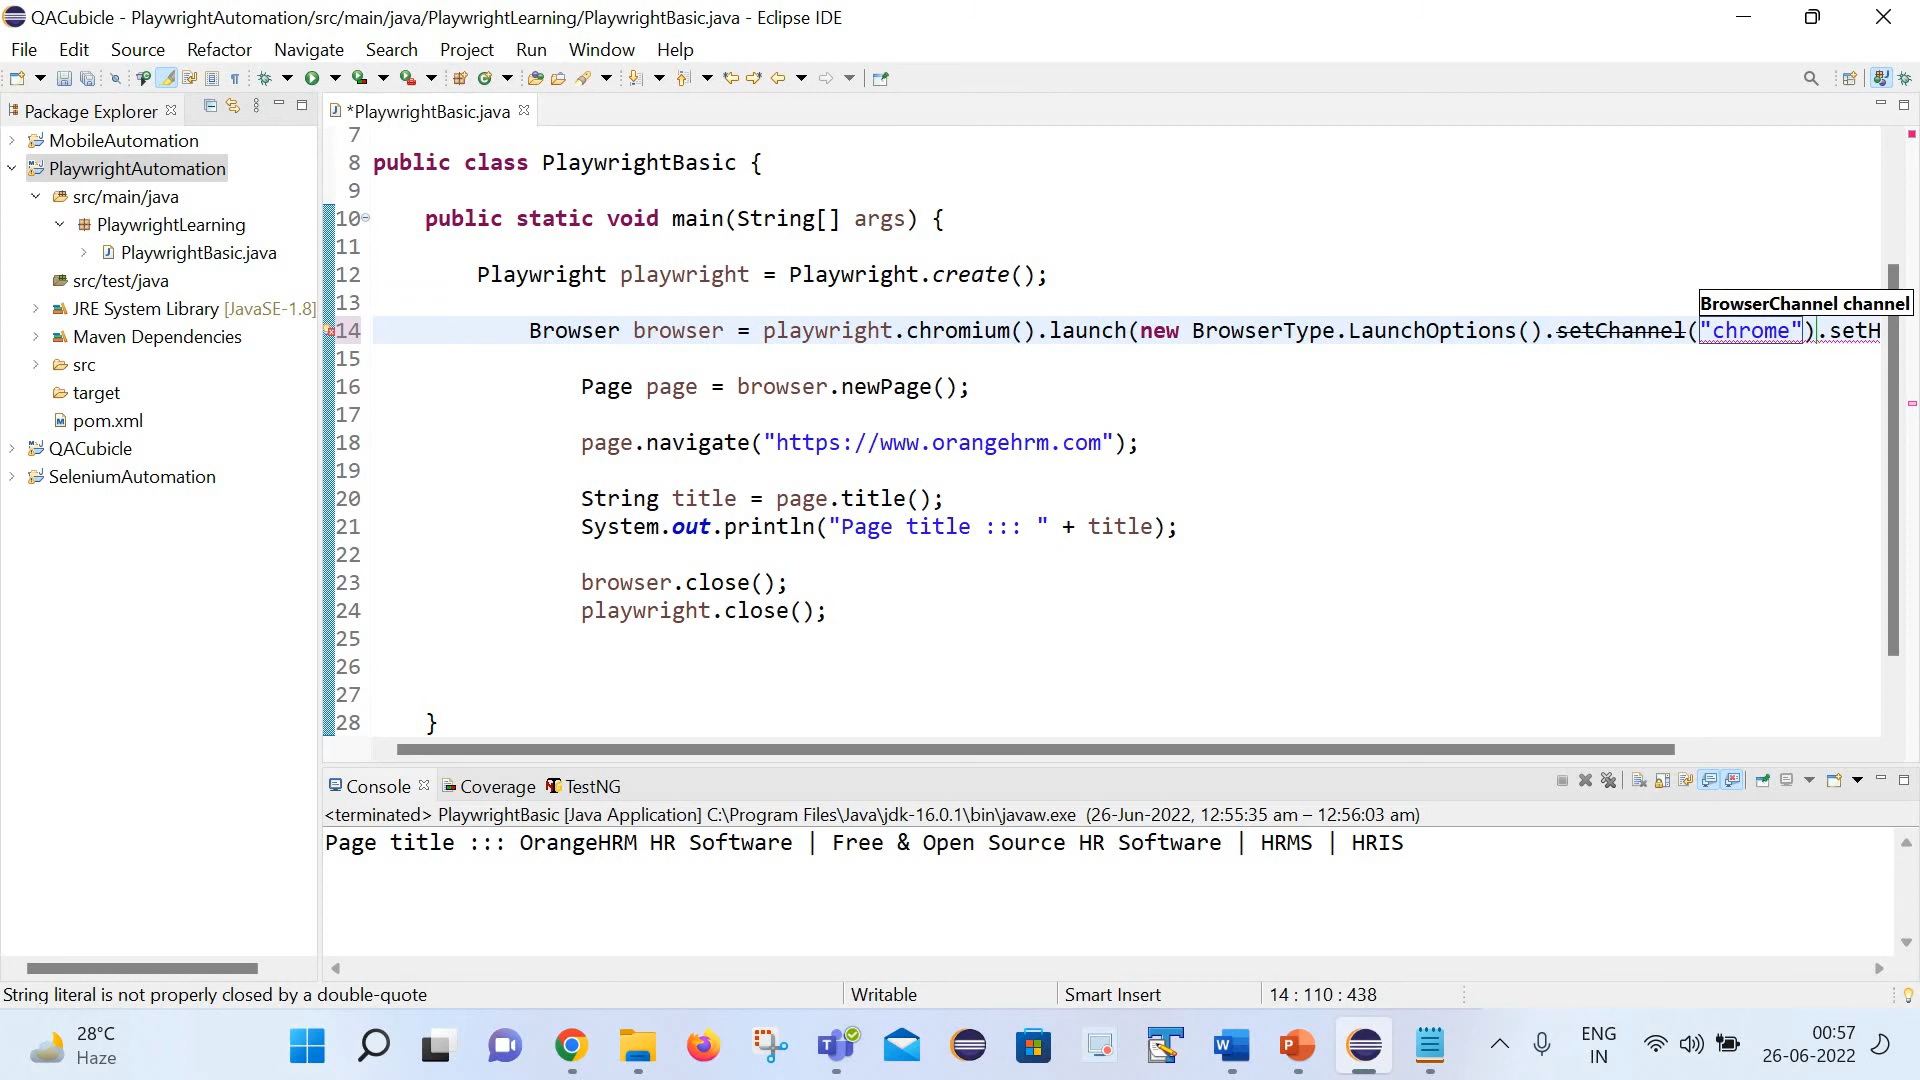 QACubicle - PlaywrightAutomation/src/main/java/PlaywrightLearning/PlaywrightBasic.java - Eclipse IDE
File Edit Source Refactor Navigate Search Project Run Window Help
Package Explorer
MobileAutomation
PlaywrightAutomation
src/main/java
PlaywrightLearning
PlaywrightBasic.java
src/test/java
JRE System Library [JavaSE-1.8]
Maven Dependencies
src
target
pom.xml
QACubicle
SeleniumAutomation
*PlaywrightBasic.java
7
8 public class PlaywrightBasic {
9
10 public static void main(String[] args) {
11
12 Playwright playwright = Playwright.create();
13
BrowserChannel channel
14 Browser browser = playwright.chromium().launch(new BrowserType.LaunchOptions().setChannel("chrome").setH
15
16 Page page = browser.newPage();
17
18 page.navigate("https://www.orangehrm.com");
19
20 String title = page.title();
21 System.out.println("Page title ::: " + title);
22
23 browser.close();
24 playwright.close();
25
26
27
28 }
Console Coverage TestNG
<terminated> PlaywrightBasic [Java Application] C:\Program Files\Java\jdk-16.0.1\bin\javaw.exe (26-Jun-2022, 12:55:35 am – 12:56:03 am)
Page title ::: OrangeHRM HR Software | Free & Open Source HR Software | HRMS | HRIS
String literal is not properly closed by a double-quote
Writable
Smart Insert
14 : 110 : 438
28°C
Haze
ENG
IN
00:57
26-06-2022